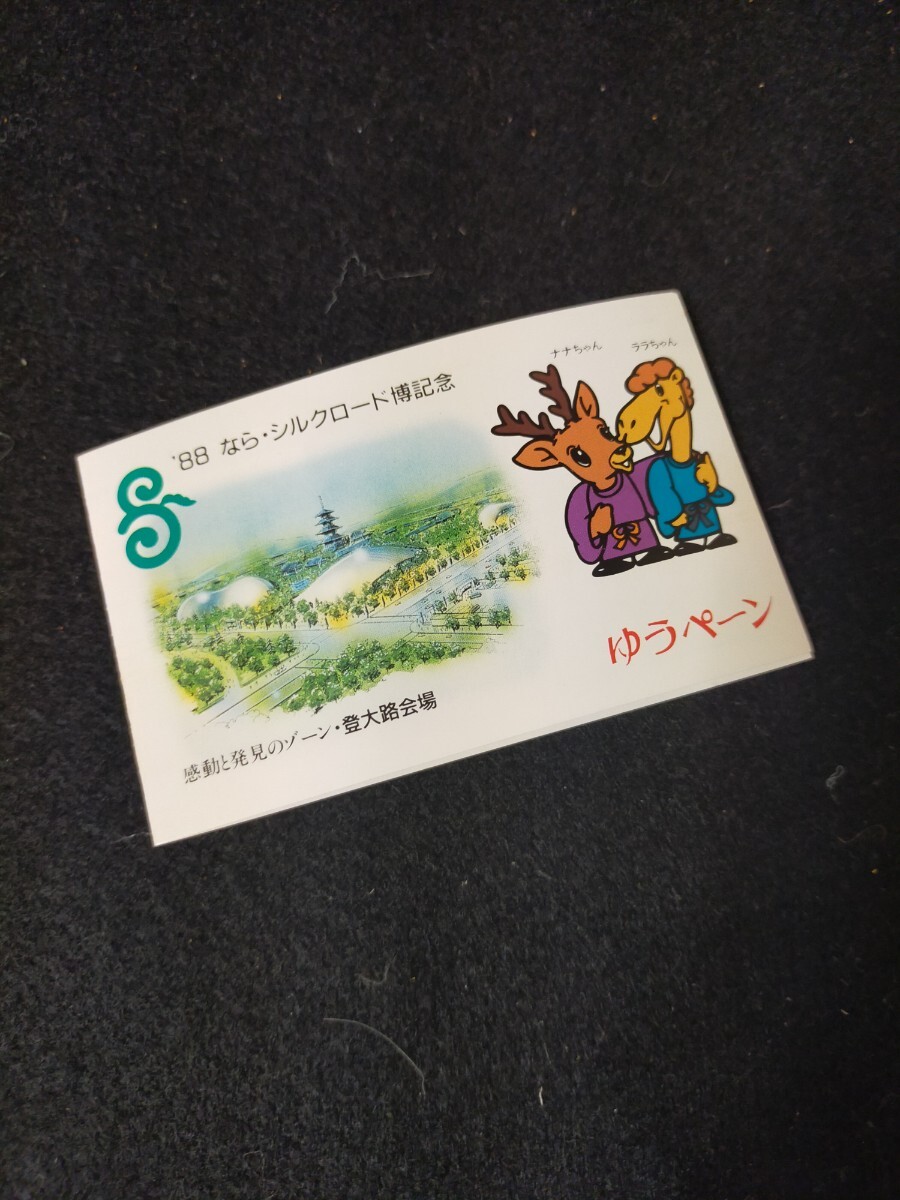 '88 なら・シルクロード博記念
ナナちゃん
ララちゃん
ゆうペーン
感動と発見のゾーン・登大路会場